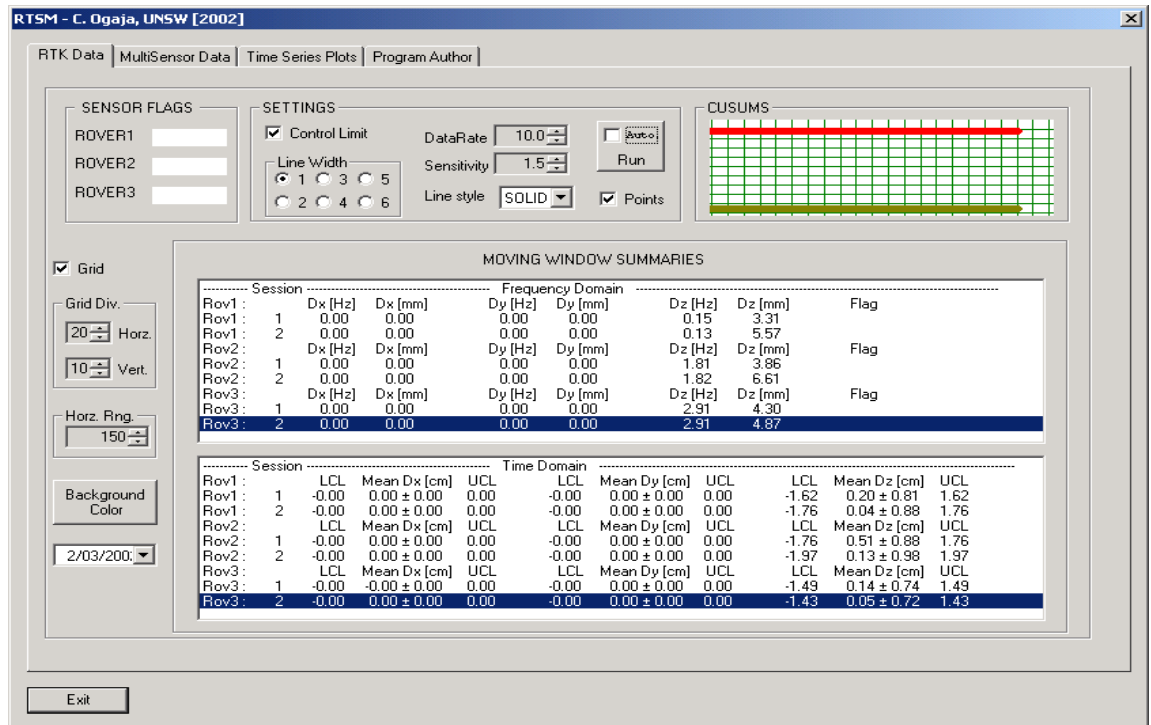 RTSM - C. Ogaja, UNSW [2002]
RTK Data MultiSensor Data Time Series Plots Program Author
SENSOR FLAGS
ROVER1
ROVER2
ROVER3
SETTINGS
Control Limit
Line Width
1 3 5
2 4 6
DataRate 10.0
Sensitivity 1.5
Line style SOLID
Auto
Run
Points
CUSUMS
Grid
Grid Div.
20 Horz.
10 Vert.
Horz. Rng.
150
Background
Color
2/03/200
MOVING WINDOW SUMMARIES
---------- Session ---------- Frequency Domain ----------
Rov1 : Dx [Hz] Dx [mm] Dy [Hz] Dy [mm] Dz [Hz] Dz [mm] Flag
Rov1 : 1 0.00 0.00 0.00 0.00 0.15 3.31
Rov1 : 2 0.00 0.00 0.00 0.00 0.13 5.57
Rov2 : Dx [Hz] Dx [mm] Dy [Hz] Dy [mm] Dz [Hz] Dz [mm] Flag
Rov2 : 1 0.00 0.00 0.00 0.00 1.81 3.86
Rov2 : 2 0.00 0.00 0.00 0.00 1.82 6.61
Rov3 : Dx [Hz] Dx [mm] Dy [Hz] Dy [mm] Dz [Hz] Dz [mm] Flag
Rov3 : 1 0.00 0.00 0.00 0.00 2.91 4.30
Rov3 : 2 0.00 0.00 0.00 0.00 2.91 4.87
---------- Session ---------- Time Domain ----------
Rov1 : LCL Mean Dx [cm] UCL LCL Mean Dy [cm] UCL LCL Mean Dz [cm] UCL
Rov1 : 1 -0.00 0.00 ± 0.00 0.00 -0.00 0.00 ± 0.00 0.00 -1.62 0.20 ± 0.81 1.62
Rov1 : 2 -0.00 0.00 ± 0.00 0.00 -0.00 0.00 ± 0.00 0.00 -1.76 0.04 ± 0.88 1.76
Rov2 : LCL Mean Dx [cm] UCL LCL Mean Dy [cm] UCL LCL Mean Dz [cm] UCL
Rov2 : 1 -0.00 0.00 ± 0.00 0.00 -0.00 0.00 ± 0.00 0.00 -1.76 0.51 ± 0.88 1.76
Rov2 : 2 -0.00 0.00 ± 0.00 0.00 -0.00 0.00 ± 0.00 0.00 -1.97 0.13 ± 0.98 1.97
Rov3 : LCL Mean Dx [cm] UCL LCL Mean Dy [cm] UCL LCL Mean Dz [cm] UCL
Rov3 : 1 -0.00 -0.00 ± 0.00 0.00 -0.00 0.00 ± 0.00 0.00 -1.49 0.14 ± 0.74 1.49
Rov3 : 2 -0.00 0.00 ± 0.00 0.00 -0.00 0.00 ± 0.00 0.00 -1.43 0.05 ± 0.72 1.43
Exit